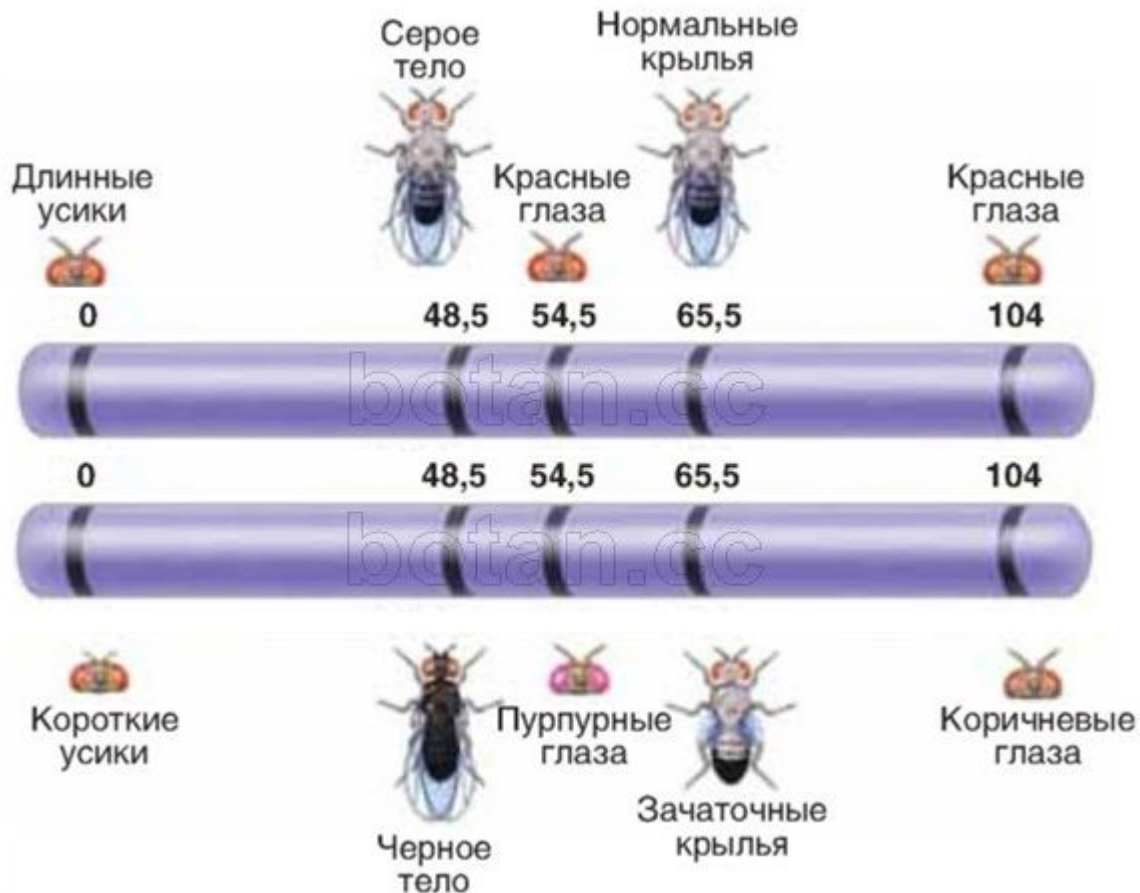 Серое
тело
Нормальные
крылья
Длинные
усики
Красные
глаза
Красные
глаза
0 48,5 54,5 65,5 104
botan.cc
0 48,5 54,5 65,5 104
botan.cc
Короткие
усики
Черное
тело
Пурпурные
глаза
Зачаточные
крылья
Коричневые
глаза